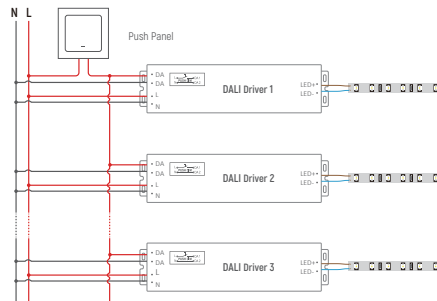 N L
Push Panel
DA
DA
L
N
DALI Driver 1
LED+
LED-
DA
DA
L
N
DALI Driver 2
LED+
LED-
DA
DA
L
N
DALI Driver 3
LED+
LED-